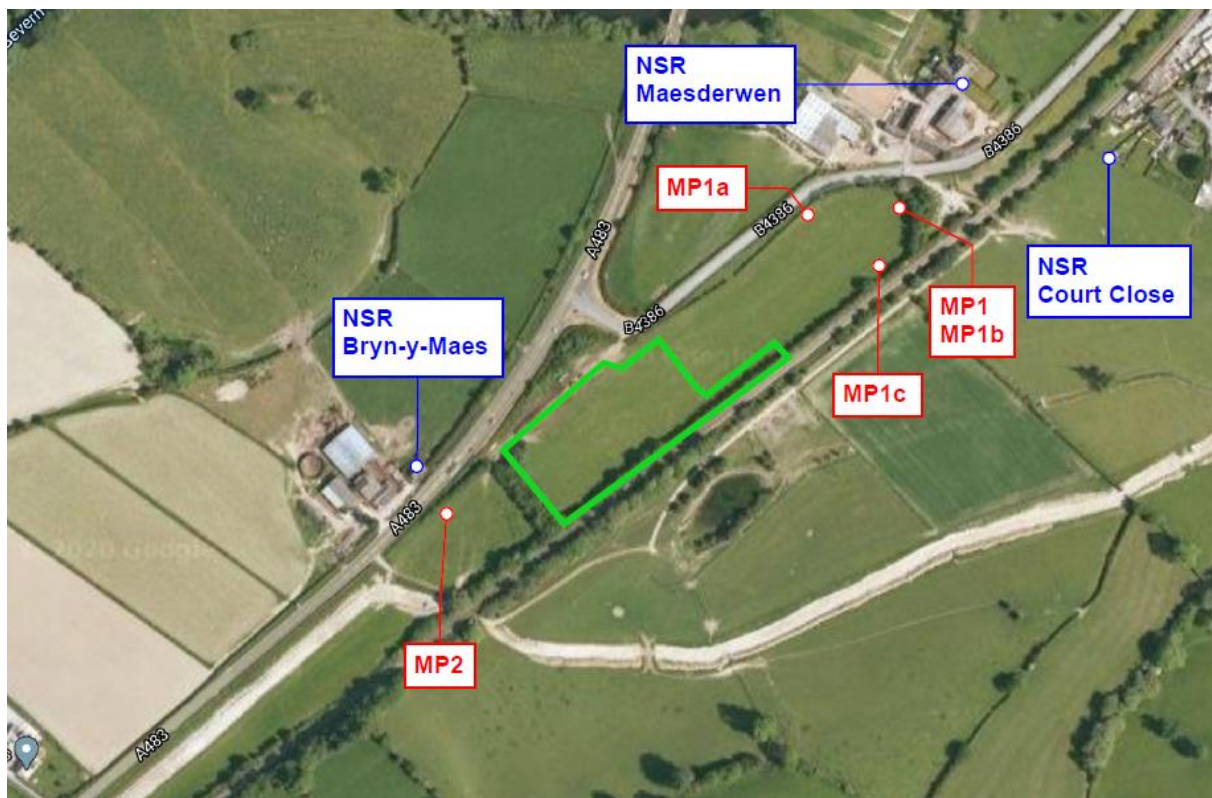 Severn
NSR
Maesderwen
B4386
MP1a
B4386
A483
NSR
Court Close
MP1
MP1b
NSR
Bryn-y-Maes
B4386
MP1c
A483
© 2020 Google
MP2
A483